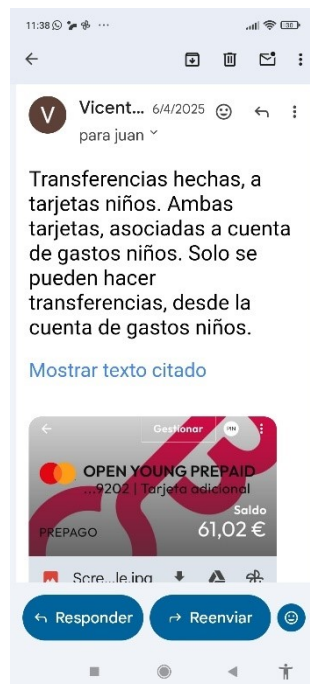 11:38
Vicent... 6/4/2025
para juan
Transferencias hechas, a
tarjetas niños. Ambas
tarjetas, asociadas a cuenta
de gastos niños. Solo se
pueden hacer
transferencias, desde la
cuenta de gastos niños.
Mostrar texto citado
Gestionar
OPEN YOUNG PREPAID
...9202 | Tarjeta adicional
Saldo
PREPAGO 61,02 €
Scre...le.jpg
Responder
Reenviar